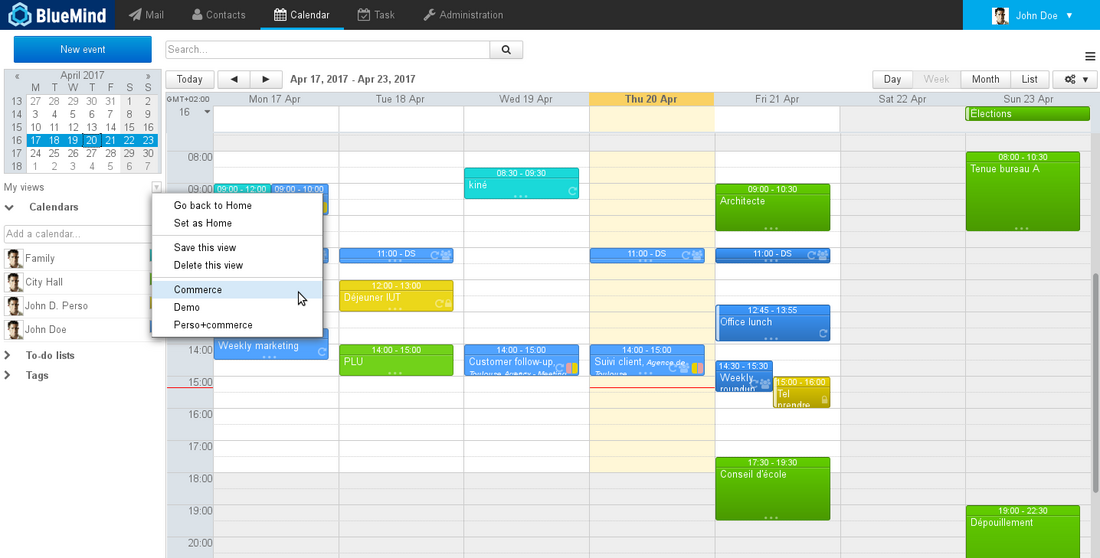 BlueMind Mail Contacts Calendar Task Administration John Doe ▼
New event Search...
Today ◀ ▶ Apr 17, 2017 - Apr 23, 2017 Day Week Month List
« April 2017 »
M T W T F S S
13 27 28 29 30 31 1 2
14 3 4 5 6 7 8 9
15 10 11 12 13 14 15 16
16 17 18 19 20 21 22 23
17 24 25 26 27 28 29 30
18 1 2 3 4 5 6 7
My views
Calendars
Add a calendar...
Family
City Hall
John D. Perso
John Doe
To-do lists
Tags
Go back to Home
Set as Home
Save this view
Delete this view
Commerce
Demo
Perso+commerce
GMT+02:00 Mon 17 Apr Tue 18 Apr Wed 19 Apr Thu 20 Apr Fri 21 Apr Sat 22 Apr Sun 23 Apr
16
Elections
08:00
09:00
14:00
15:00
16:00
17:00
18:00
19:00
20:00
09:00 - 12:00
09:00 - 10:00
Weekly marketing
11:00 - DS
12:00 - 13:00
Déjeuner IUT
14:00 - 15:00
PLU
08:30 - 09:30
kiné
14:00 - 15:00
Customer follow-up,
Toulouse Agency - Meeting
11:00 - DS
14:00 - 15:00
Suivi client, Agence de
Toulouse
09:00 - 10:30
Architecte
11:00 - DS
12:45 - 13:55
Office lunch
14:30 - 15:30
Weekly
roundup
15:00 - 16:00
Tel
prendre
17:30 - 19:30
Conseil d'école
08:00 - 10:30
Tenue bureau A
19:00 - 22:30
Dépouillement